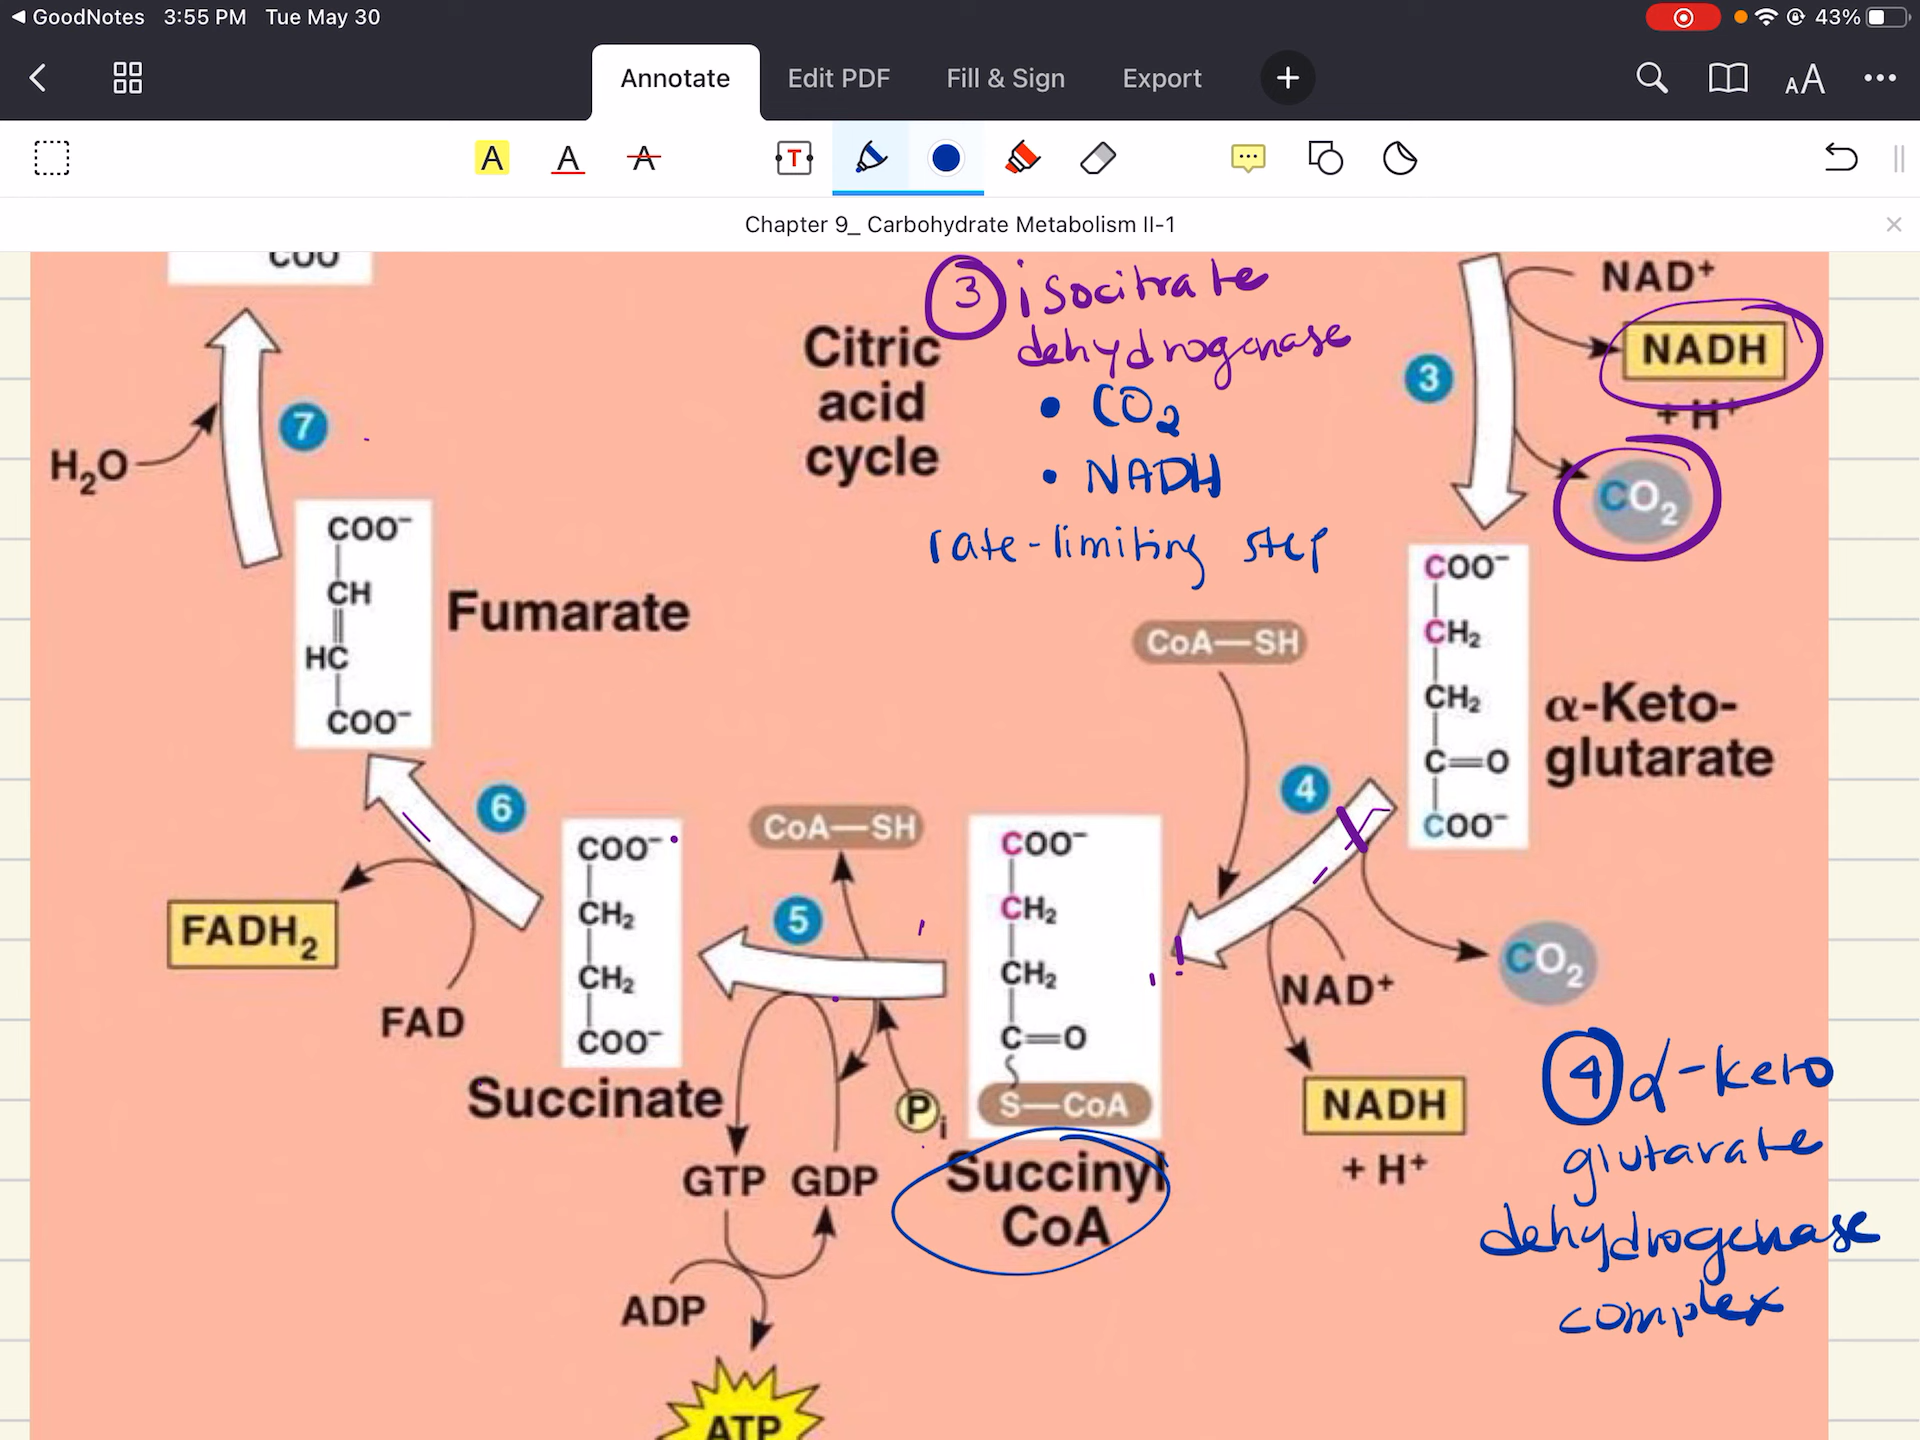 GoodNotes 3:55 PM Tue May 30 43%
Annotate Edit PDF Fill & Sign Export
A A A T AA
Chapter 9_ Carbohydrate Metabolism II-1
COO
③ isocitrate
dehydrogenase
• CO₂
• NADH
rate-limiting step
Citric
acid
cycle
NAD⁺
NADH
+ H⁺
3
CO₂
7
H₂O
COO⁻
CH
HC
COO⁻
Fumarate
CoA—SH
COO⁻
CH₂
CH₂
C═O
COO⁻
α-Keto-
glutarate
4
6
COO⁻
CH₂
CH₂
COO⁻
Succinate
CoA—SH
5
COO⁻
CH₂
CH₂
C═O
S—CoA
Succinyl
CoA
FADH₂
FAD
NAD⁺
CO₂
NADH
+ H⁺
Pi
GTP GDP
ADP
ATP
④ α-keto
glutarate
dehydrogenase
complex